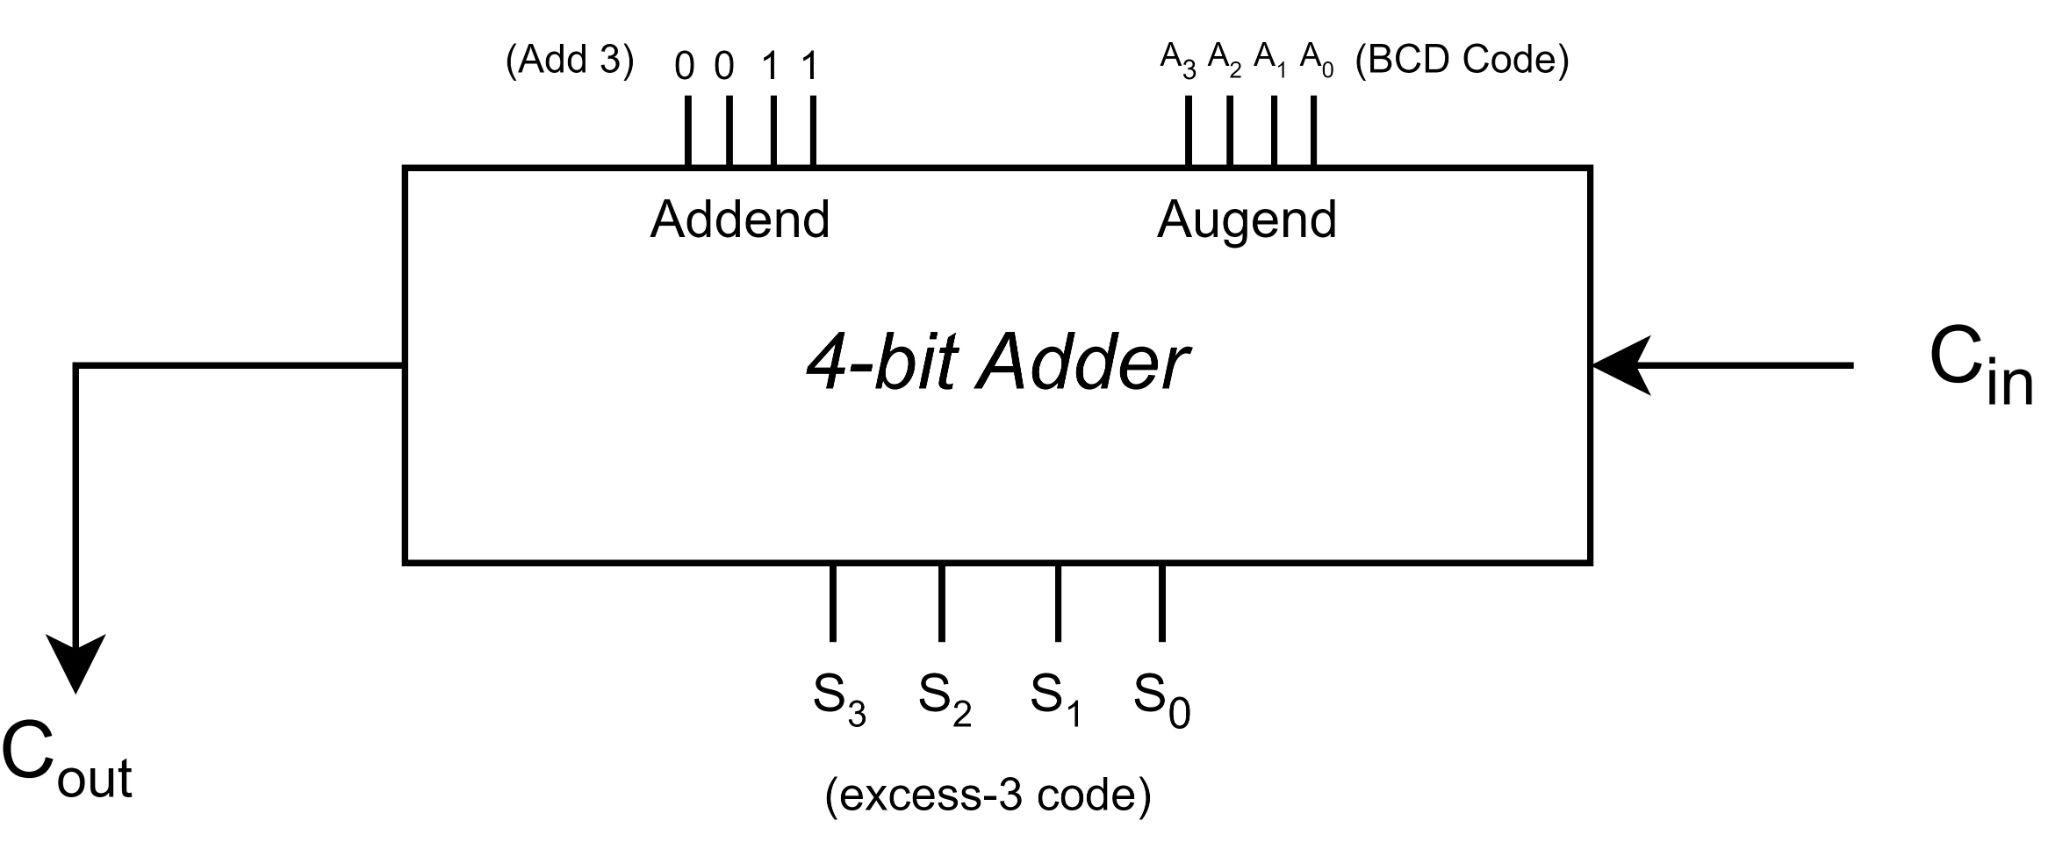 (Add 3) 0 0 1 1 A3 A2 A1 A0 (BCD Code)
Addend Augend
4-bit Adder
Cin
S3 S2 S1 S0
Cout
(excess-3 code)